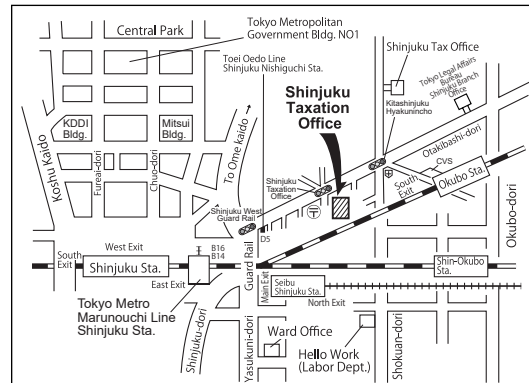 Central Park
Tokyo Metropolitan
Government Bldg. NO1
Toei Oedo Line
Shinjuku Nishiguchi Sta.
Shinjuku Tax Office
Tokyo Legal Affairs
Bureau
Shinjuku Branch
Office
Shinjuku
Taxation
Office
Kitashinjuku
Hyakunincho
KDDI
Bldg.
Mitsui
Bldg.
Koshu Kaido
Fureai-dori
Chuo-dori
To Ome kaido
Otakibashi-dori
CVS
South
Exit
Okubo Sta.
Okubo-dori
Shinjuku
Taxation
Office
Shinjuku West
Guard Rail
D5
West Exit
B16
B14
South
Exit
Shinjuku Sta.
East Exit
Guard Rail
Main Exit
Seibu
Shinjuku Sta.
North Exit
Shin-Okubo
Sta.
Tokyo Metro
Marunouchi Line
Shinjuku Sta.
Shinjuku-dori
Yasukuni-dori
Ward Office
Hello Work
(Labor Dept.)
Shokuan-dori